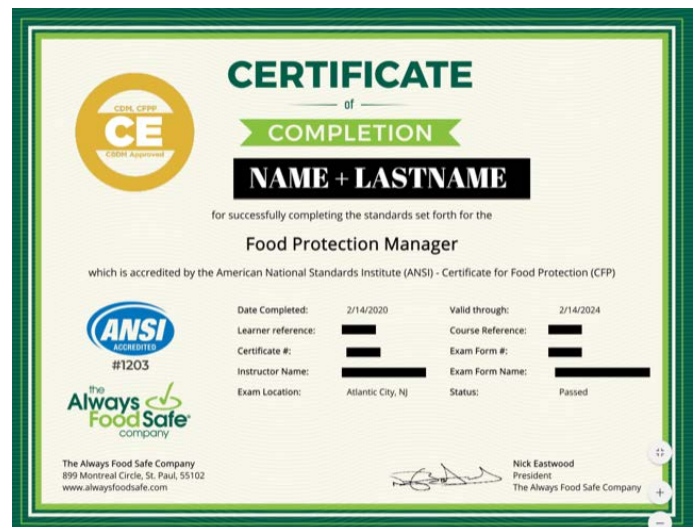 CERTIFICATE
of
COMPLETION
CDM, CFPP
CE
CBDM Approved
NAME + LASTNAME
for successfully completing the standards set forth for the
Food Protection Manager
which is accredited by the American National Standards Institute (ANSI) - Certificate for Food Protection (CFP)
ANSI
ACCREDITED
#1203
Date Completed: 2/14/2020 Valid through: 2/14/2024
Learner reference: Course Reference:
Certificate #: Exam Form #:
Instructor Name: Exam Form Name:
Exam Location: Atlantic City, NJ Status: Passed
the
Always
Food Safe
company
The Always Food Safe Company
899 Montreal Circle, St. Paul, 55102
www.alwaysfoodsafe.com
Nick Eastwood
President
The Always Food Safe Company